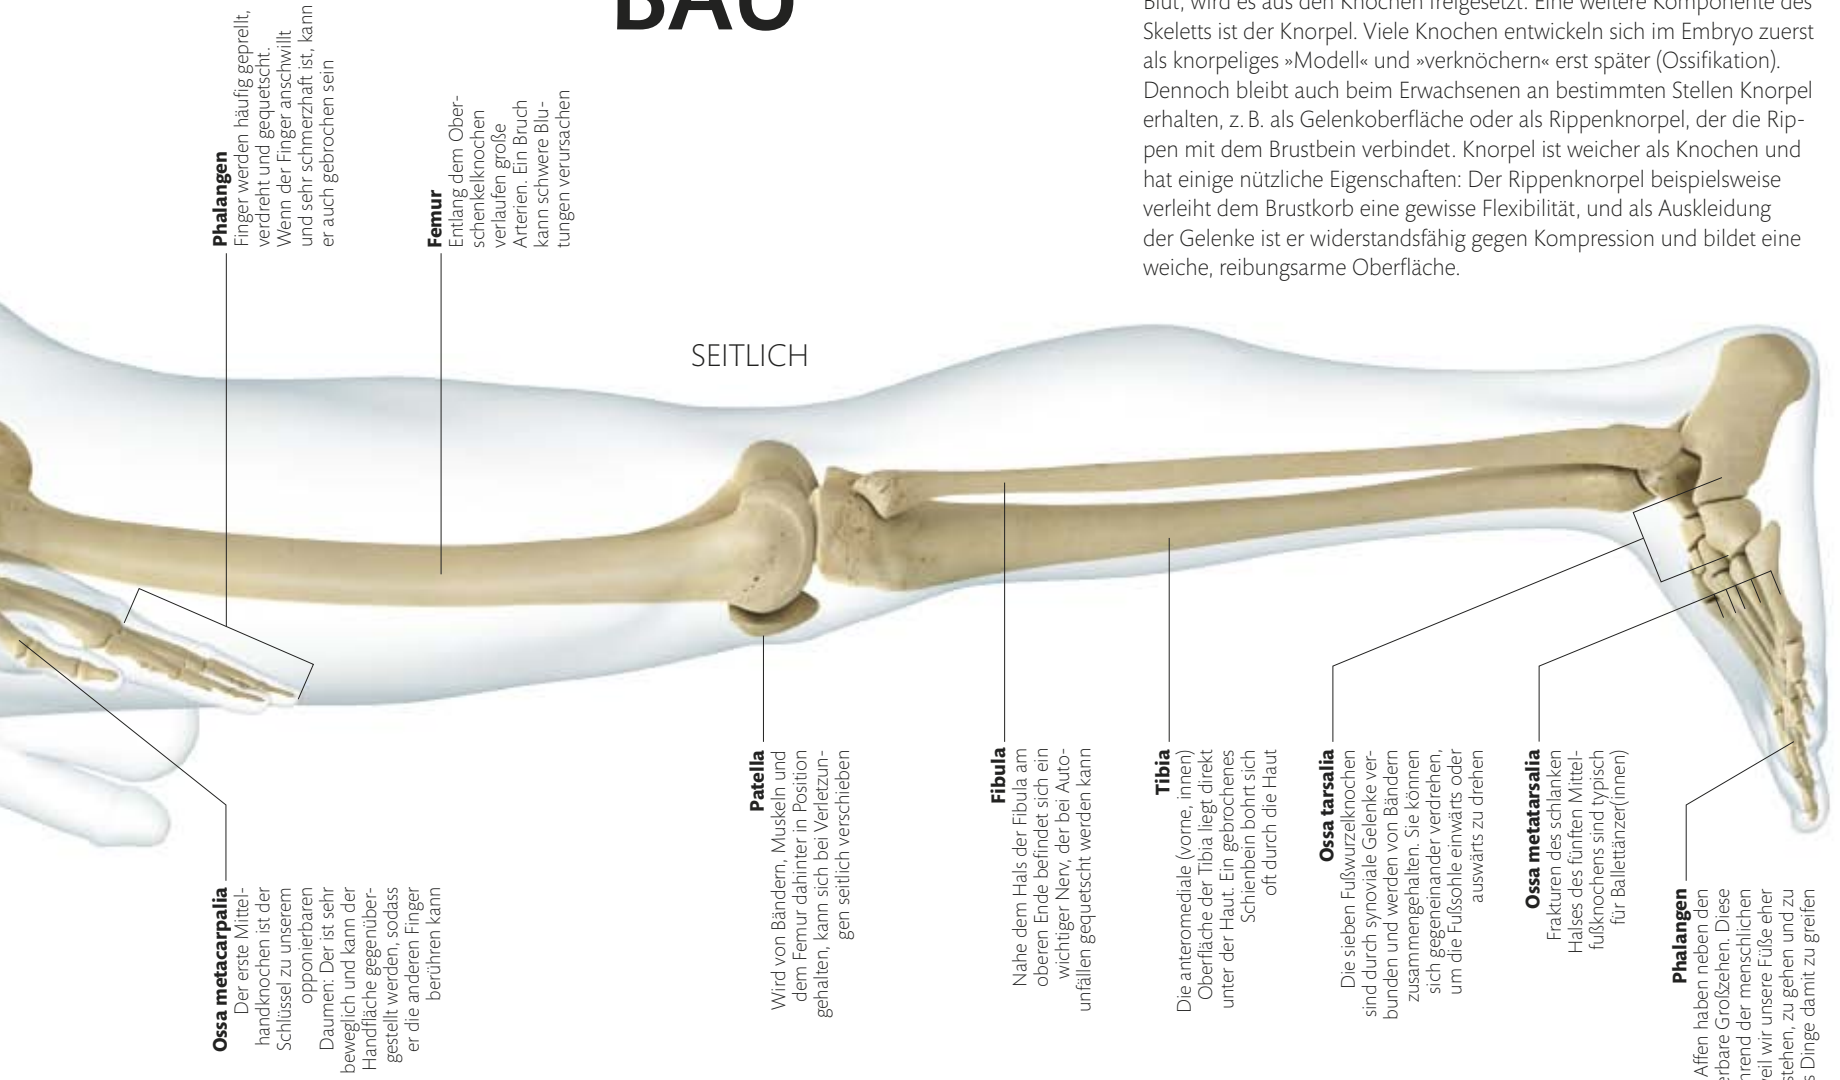 BAU
Blut, wird es aus den Knochen freigesetzt. Eine weitere Komponente des
Skeletts ist der Knorpel. Viele Knochen entwickeln sich im Embryo zuerst
als knorpeliges »Modell« und »verknöchern« erst später (Ossifikation).
Dennoch bleibt auch beim Erwachsenen an bestimmten Stellen Knorpel
erhalten, z. B. als Gelenkoberfläche oder als Rippenknorpel, der die Rip-
pen mit dem Brustbein verbindet. Knorpel ist weicher als Knochen und
hat einige nützliche Eigenschaften: Der Rippenknorpel beispielsweise
verleiht dem Brustkorb eine gewisse Flexibilität, und als Auskleidung
der Gelenke ist er widerstandsfähig gegen Kompression und bildet eine
weiche, reibungsarme Oberfläche.
Phalangen
Finger werden häufig geprellt,
verdreht und gequetscht.
Wenn der Finger anschwillt
und sehr schmerzhaft ist, kann
er auch gebrochen sein
Femur
Entlang dem Ober-
schenkelknochen
verlaufen große
Arterien. Ein Bruch
kann schwere Blu-
tungen verursachen
SEITLICH
Ossa metacarpalia
Der erste Mittel-
handknochen ist der
Schlüssel zu unserem
opponierbaren
Daumen: Der ist sehr
beweglich und kann der
Handfläche gegenüber-
gestellt werden, sodass
er die anderen Finger
berühren kann
Patella
Wird von Bändern, Muskeln und
dem Femur dahinter in Position
gehalten, kann sich bei Verletzun-
gen seitlich verschieben
Fibula
Nahe dem Hals der Fibula am
oberen Ende befindet sich ein
wichtiger Nerv, der bei Auto-
unfällen gequetscht werden kann
Tibia
Die anteromediale (vorne, innen)
Oberfläche der Tibia liegt direkt
unter der Haut. Ein gebrochenes
Schienbein bohrt sich
oft durch die Haut
Ossa tarsalia
Die sieben Fußwurzelknochen
sind durch synoviale Gelenke ver-
bunden und werden von Bändern
zusammengehalten. Sie können
sich gegeneinander verdrehen,
um die Fußsohle einwärts oder
auswärts zu drehen
Ossa metatarsalia
Frakturen des schlanken
Halses des fünften Mittel-
fußknochens sind typisch
für Ballettänzer(innen)
Phalangen
Affen haben neben den
erbare Großzehen. Diese
hrend der menschlichen
eil wir unsere Füße eher
stehen, zu gehen und zu
s Dinge damit zu greifen